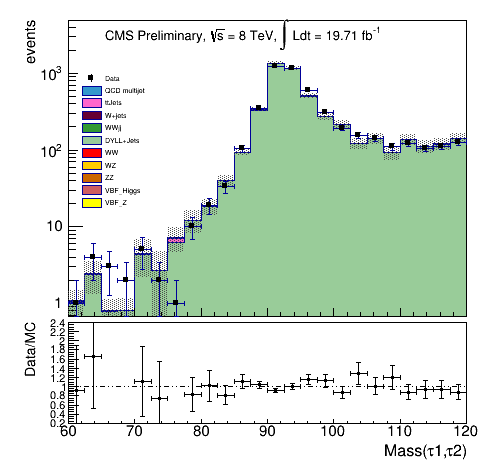 CMS Preliminary, √s = 8 TeV, ∫ Ldt = 19.71 fb⁻¹
events
10³
10²
10
1
Data
QCD multijet
ttJets
W+jets
WWjj
DYLL+Jets
WW
WZ
ZZ
VBF_Higgs
VBF_Z
Data/MC
2.4
2.2
2
1.8
1.6
1.4
1.2
1
0.8
0.6
0.4
0.2
60 70 80 90 100 110 120
Mass(τ1,τ2)